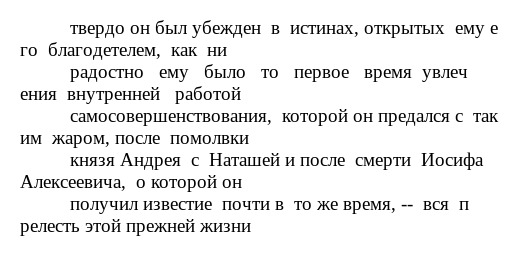 твердо он был убежден в истинах, открытых ему е
го благодетелем, как ни
радостно ему было то первое время увлеч
ения внутренней работой
самосовершенствования, которой он предался с так
им жаром, после помолвки
князя Андрея с Наташей и после смерти Иосифа
Алексеевича, о которой он
получил известие почти в то же время, -- вся п
релесть этой прежней жизни